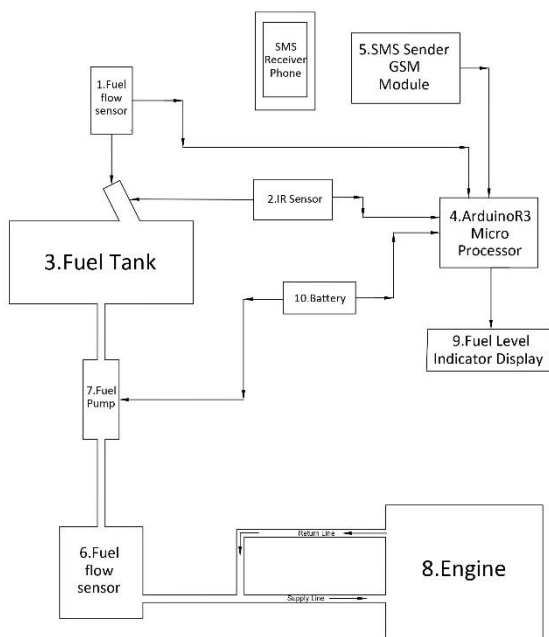 SMS
Receiver
Phone
5.SMS Sender
GSM
Module
1.Fuel
flow
sensor
2.IR Sensor
4.ArduinoR3
Micro
Processor
3.Fuel Tank
10.Battery
9.Fuel Level
Indicator Display
7.Fuel
Pump
6.Fuel
flow
sensor
Return Line
8.Engine
Supply Line